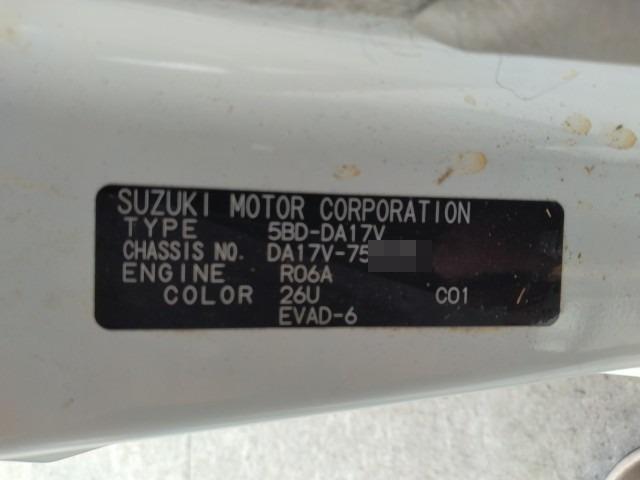 SUZUKI MOTOR CORPORATION
TYPE 5BD-DA17V
CHASSIS NO. DA17V-75
ENGINE R06A
COLOR 26U C01
EVAD-6